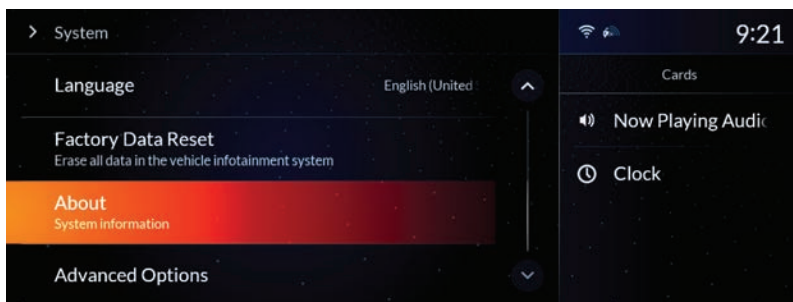 System
9:21
Language
English (United
Cards
Factory Data Reset
Erase all data in the vehicle infotainment system
Now Playing Audio
About
System information
Clock
Advanced Options